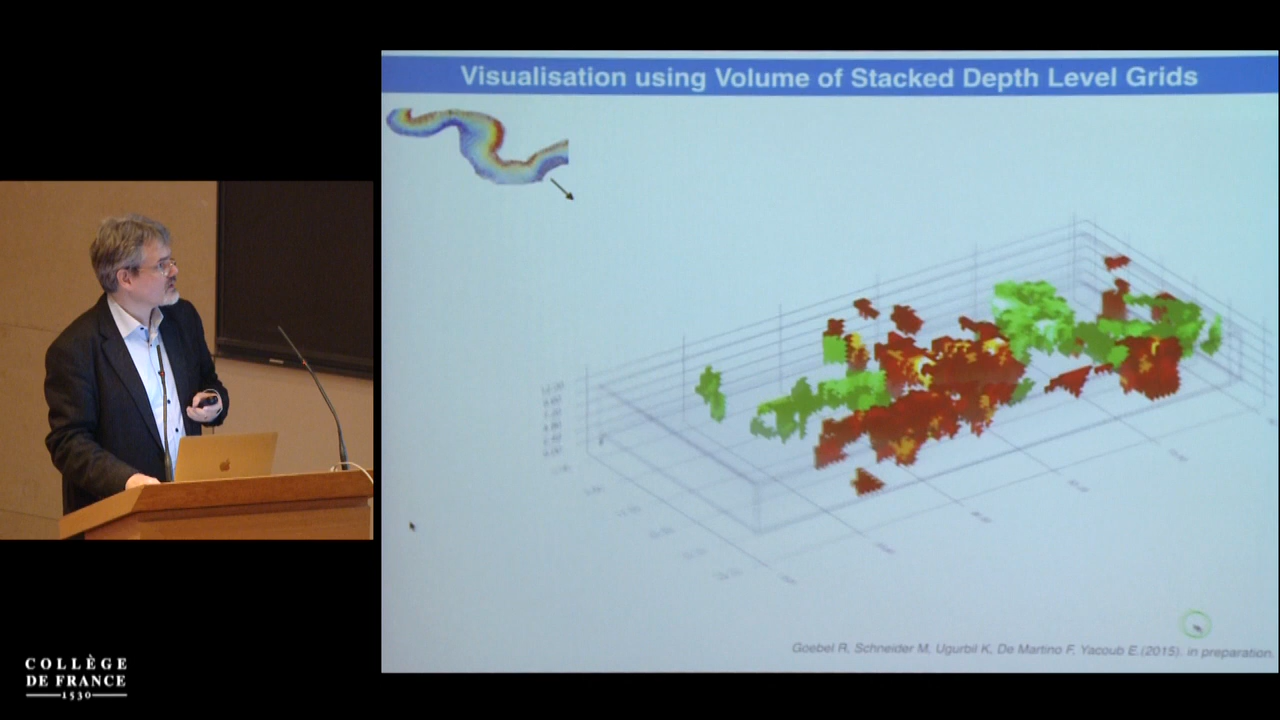 Visualisation using Volume of Stacked Depth Level Grids
Goebel R, Schneider M, Ugurbil K, De Martino F, Yacoub E.(2015). in preparation.
COLLÈGE
DE FRANCE
1530